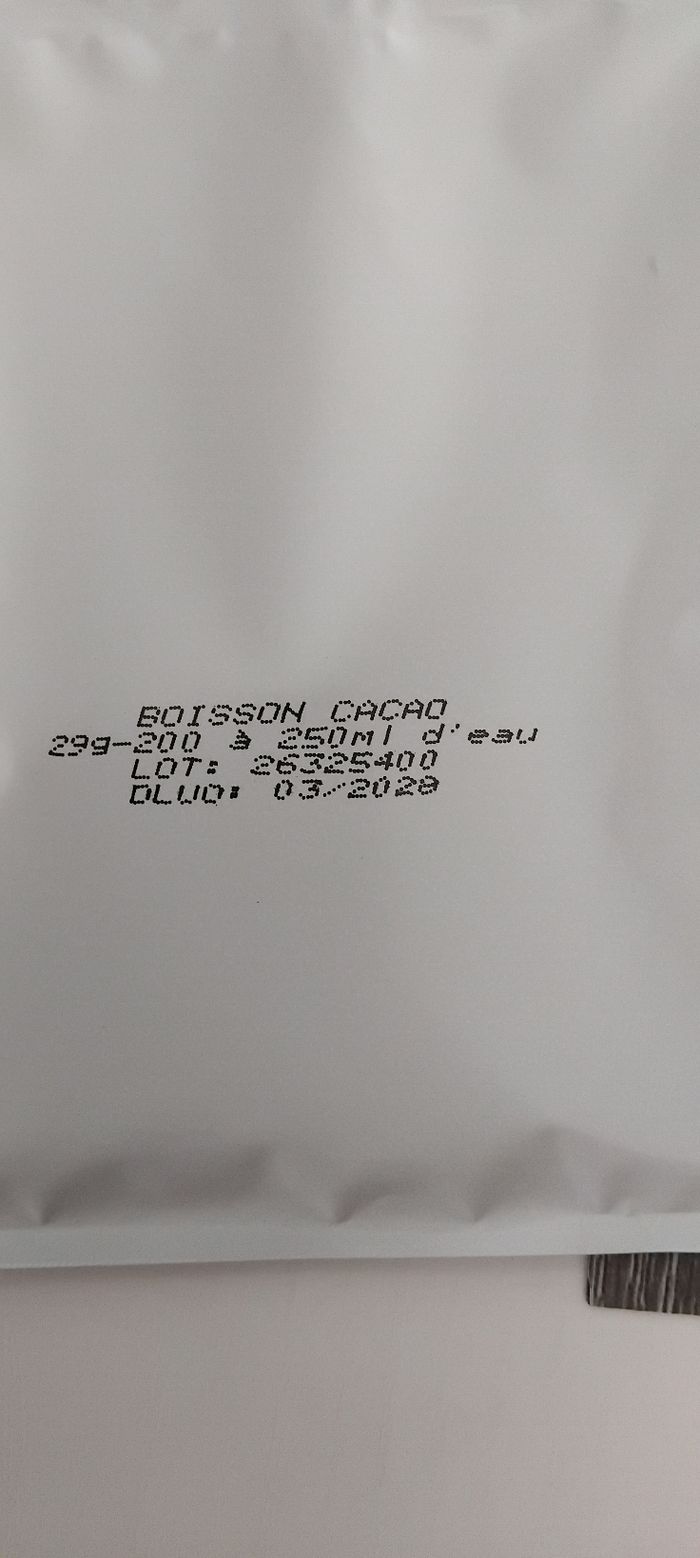 BOISSON CACAO
29g-200 à 250ml d'eau
LOT: 26325400
DLUO: 03/2028